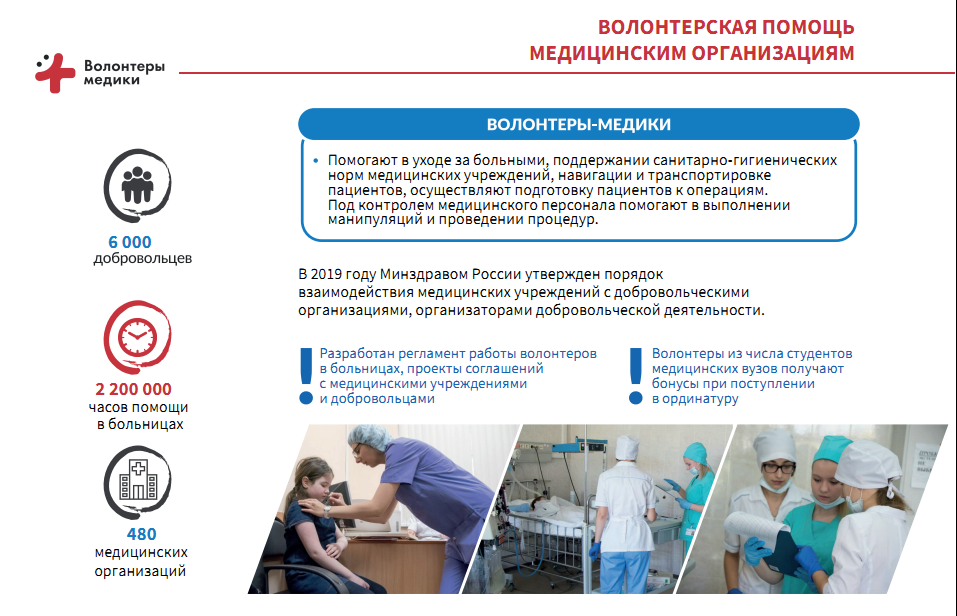 ВОЛОНТЕРСКАЯ ПОМОЩЬ
МЕДИЦИНСКИМ ОРГАНИЗАЦИЯМ
Волонтеры
медики
ВОЛОНТЕРЫ-МЕДИКИ
• Помогают в уходе за больными, поддержании санитарно-гигиенических
норм медицинских учреждений, навигации и транспортировке
пациентов, осуществляют подготовку пациентов к операциям.
Под контролем медицинского персонала помогают в выполнении
манипуляций и проведении процедур.
6 000
добровольцев
2 200 000
часов помощи
в больницах
480
медицинских
организаций
В 2019 году Минздравом России утвержден порядок
взаимодействия медицинских учреждений с добровольческими
организациями, организаторами добровольческой деятельности.
! Разработан регламент работы волонтеров
в больницах, проекты соглашений
с медицинскими учреждениями
и добровольцами
! Волонтеры из числа студентов
медицинских вузов получают
бонусы при поступлении
в ординатуру